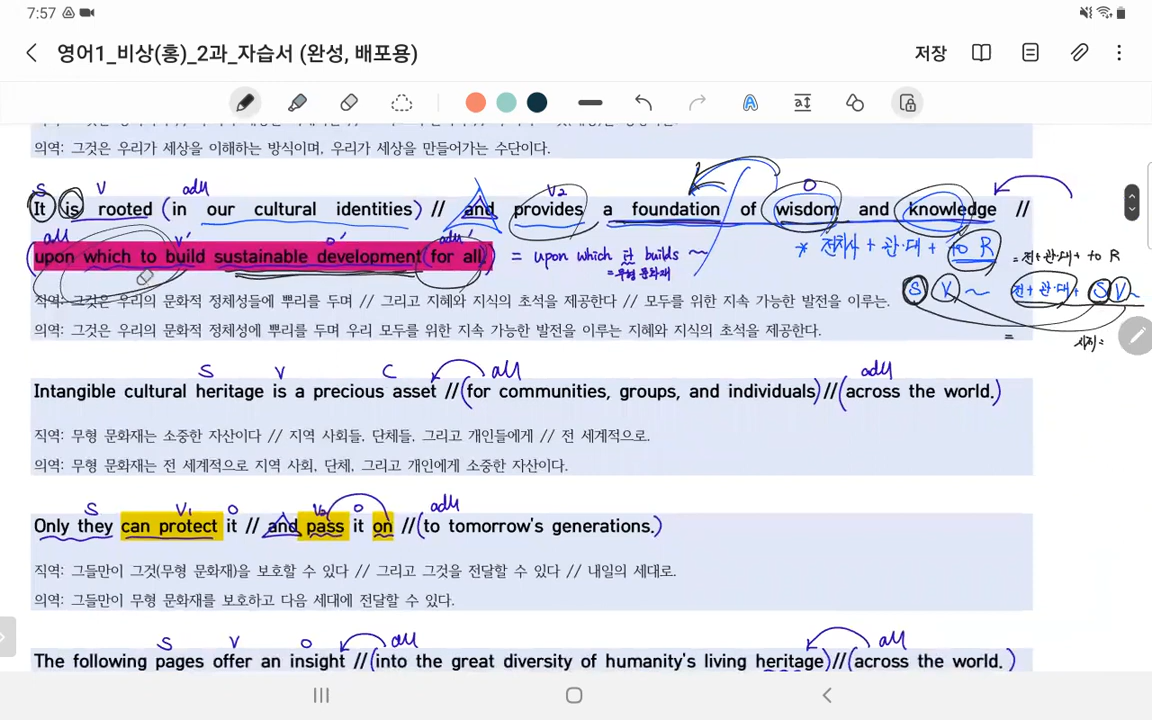 7:57
영어1_비상(홍)_2과_자습서 (완성, 배포용)
저장
의역: 그것은 우리가 세상을 이해하는 방식이며, 우리가 세상을 만들어가는 수단이다.
S V adu V2 O
It is rooted (in our cultural identities) // and provides a foundation of wisdom and knowledge //
all V' O' adu'
(upon which to build sustainable development (for all.) = upon which 단 builds ~
=무형 문화재
* 전치사 + 관·대 + to R
= 전+관·대 + to R
S V ~ 전+관·대 + S V ~
=
직역: 그것은 우리의 문화적 정체성들에 뿌리를 두며 // 그리고 지혜와 지식의 초석을 제공한다 // 모두를 위한 지속 가능한 발전을 이루는.
의역: 그것은 우리의 문화적 정체성에 뿌리를 두며 우리 모두를 위한 지속 가능한 발전을 이루는 지혜와 지식의 초석을 제공한다.
S V C all adu
Intangible cultural heritage is a precious asset //(for communities, groups, and individuals)//(across the world.)
직역: 무형 문화재는 소중한 자산이다 // 지역 사회들, 단체들, 그리고 개인들에게 // 전 세계적으로.
의역: 무형 문화재는 전 세계적으로 지역 사회, 단체, 그리고 개인에게 소중한 자산이다.
S V1 O V2 O adu
Only they can protect it // and pass it on //(to tomorrow's generations.)
직역: 그들만이 그것(무형 문화재)을 보호할 수 있다 // 그리고 그것을 전달할 수 있다 // 내일의 세대로.
의역: 그들만이 무형 문화재를 보호하고 다음 세대에 전달할 수 있다.
S V O all all
The following pages offer an insight //(into the great diversity of humanity's living heritage)//(across the world.)